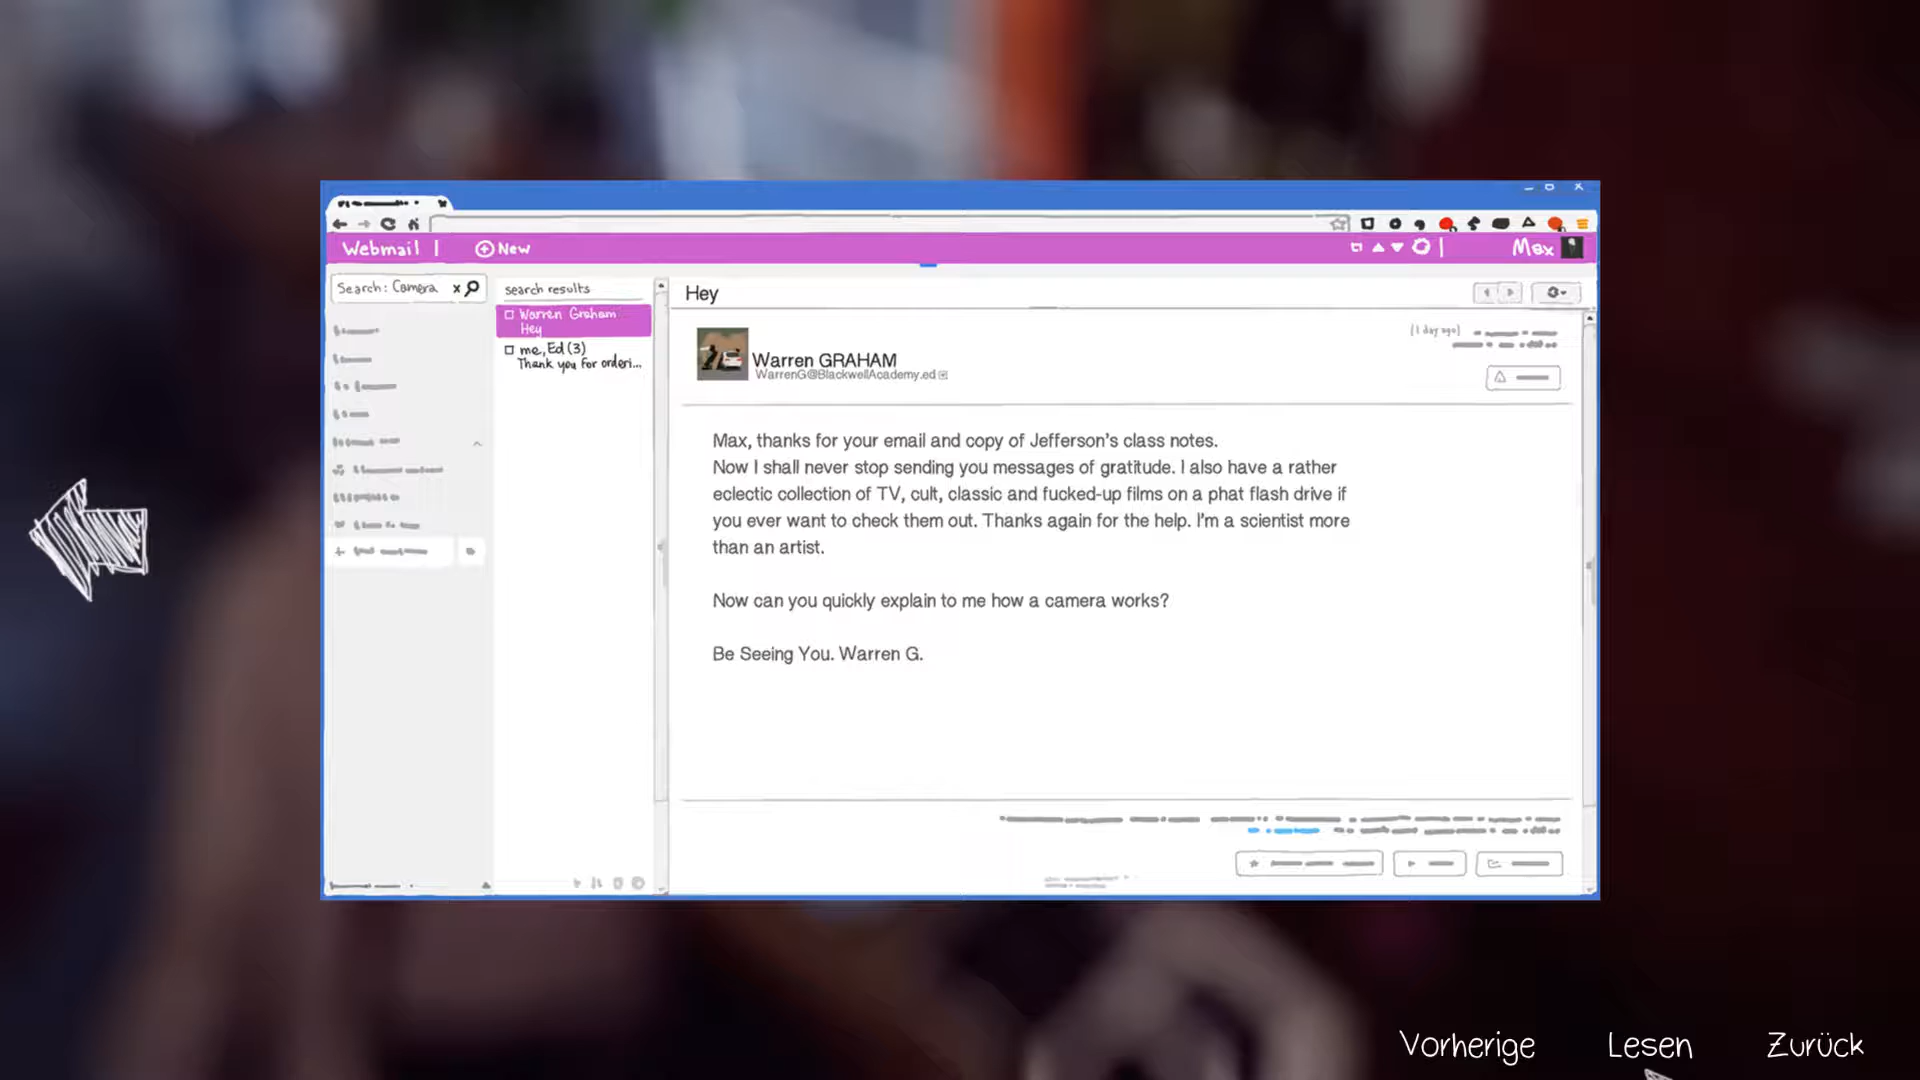 Webmail | New
Max
Search: Camera x
search results
Warren Graham
Hey
me, Ed (3)
Thank you for orderi...
Hey
(1 day ago)
Warren GRAHAM
WarrenG@BlackwellAcademy.ed
Max, thanks for your email and copy of Jefferson's class notes.
Now I shall never stop sending you messages of gratitude. I also have a rather
eclectic collection of TV, cult, classic and fucked-up films on a phat flash drive if
you ever want to check them out. Thanks again for the help. I'm a scientist more
than an artist.
Now can you quickly explain to me how a camera works?
Be Seeing You. Warren G.
Vorherige Lesen Zurück